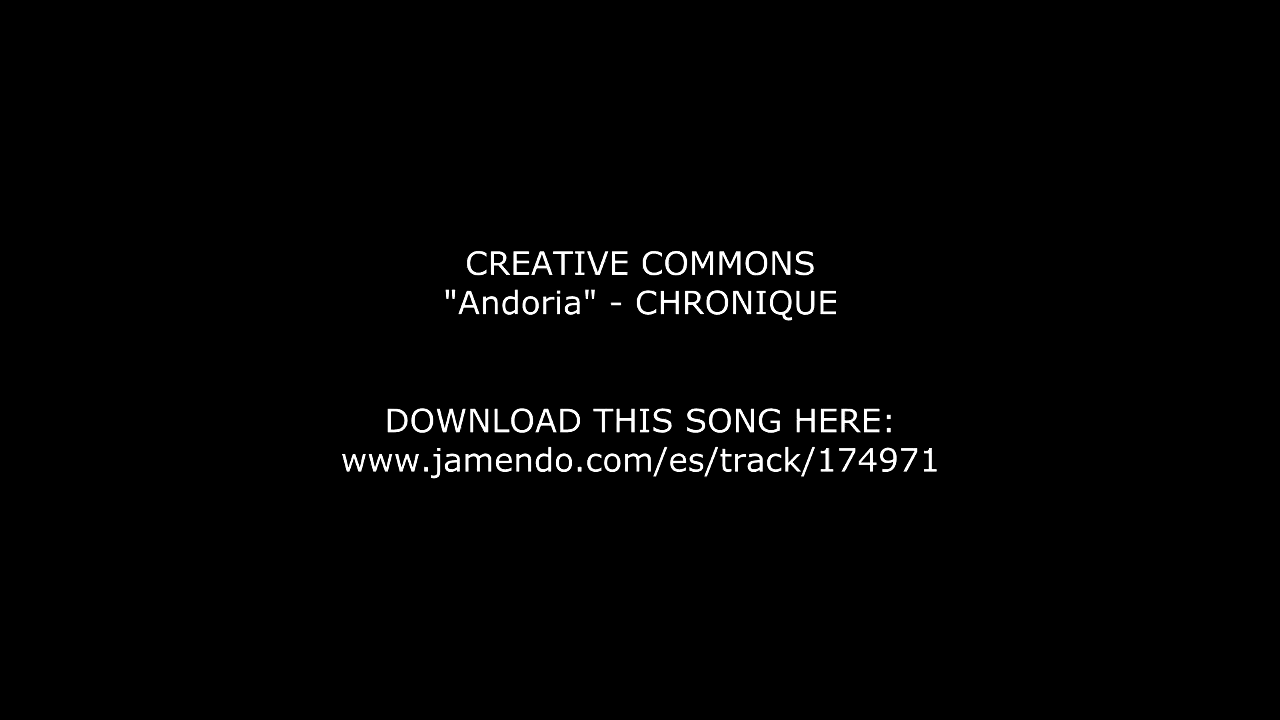 CREATIVE COMMONS
"Andoria" - CHRONIQUE
DOWNLOAD THIS SONG HERE:
www.jamendo.com/es/track/174971